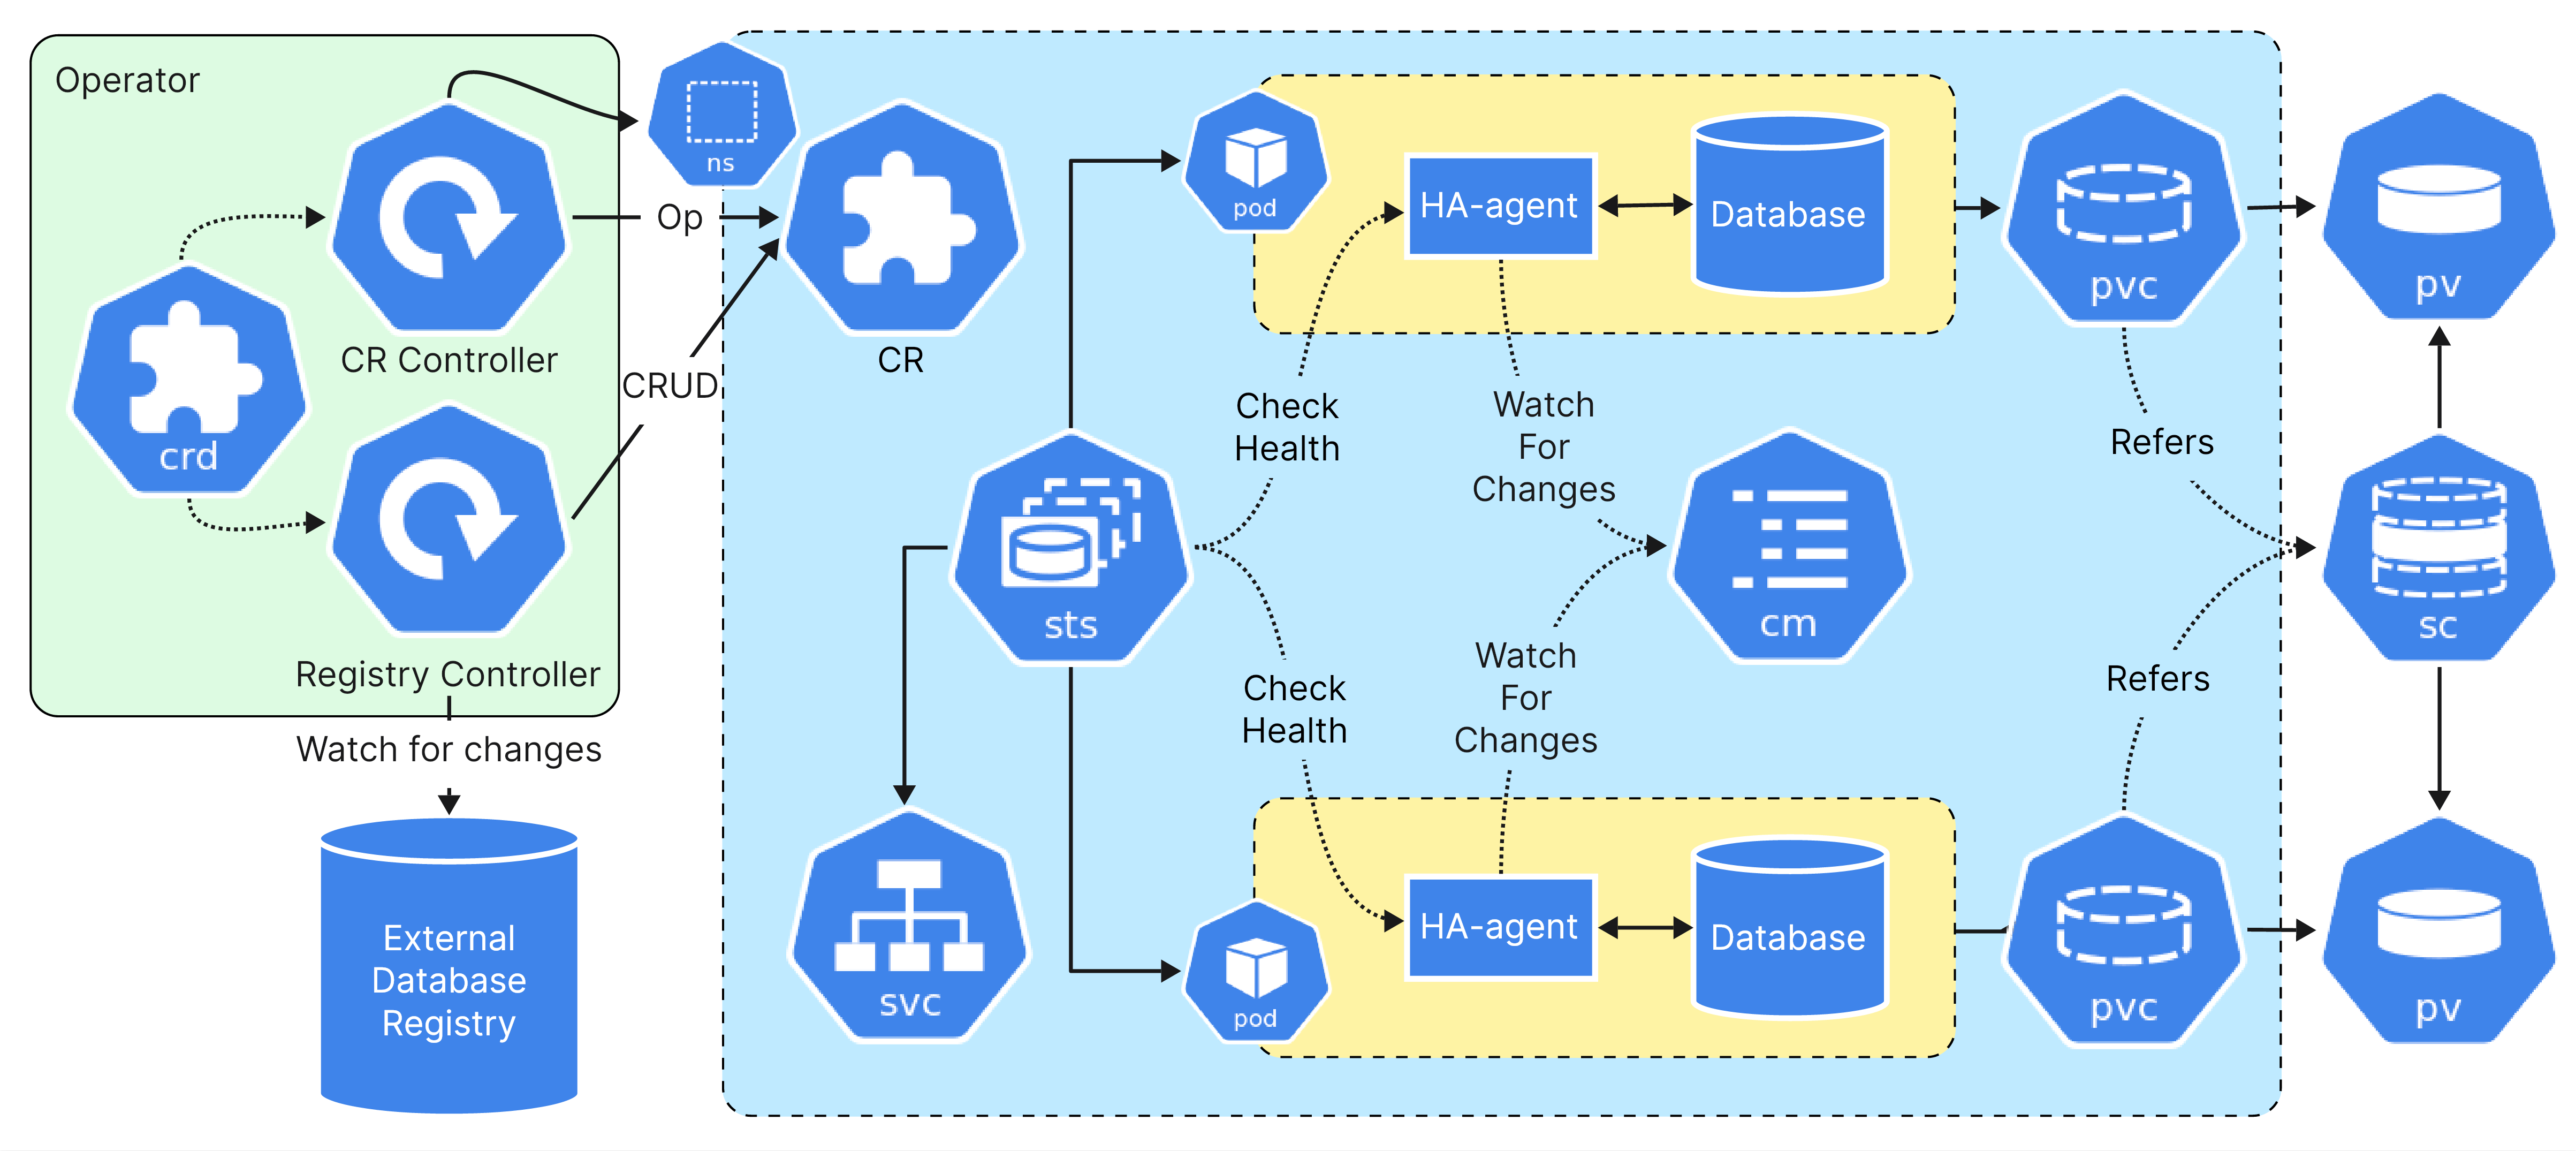 Operator
ns
Op
CRUD
CR Controller
crd
Registry Controller
Watch for changes
External
Database
Registry
CR
sts
svc
pod
HA-agent
Database
Check
Health
Watch
For
Changes
cm
Check
Health
Watch
For
Changes
pod
HA-agent
Database
pvc
pv
Refers
sc
Refers
pvc
pv